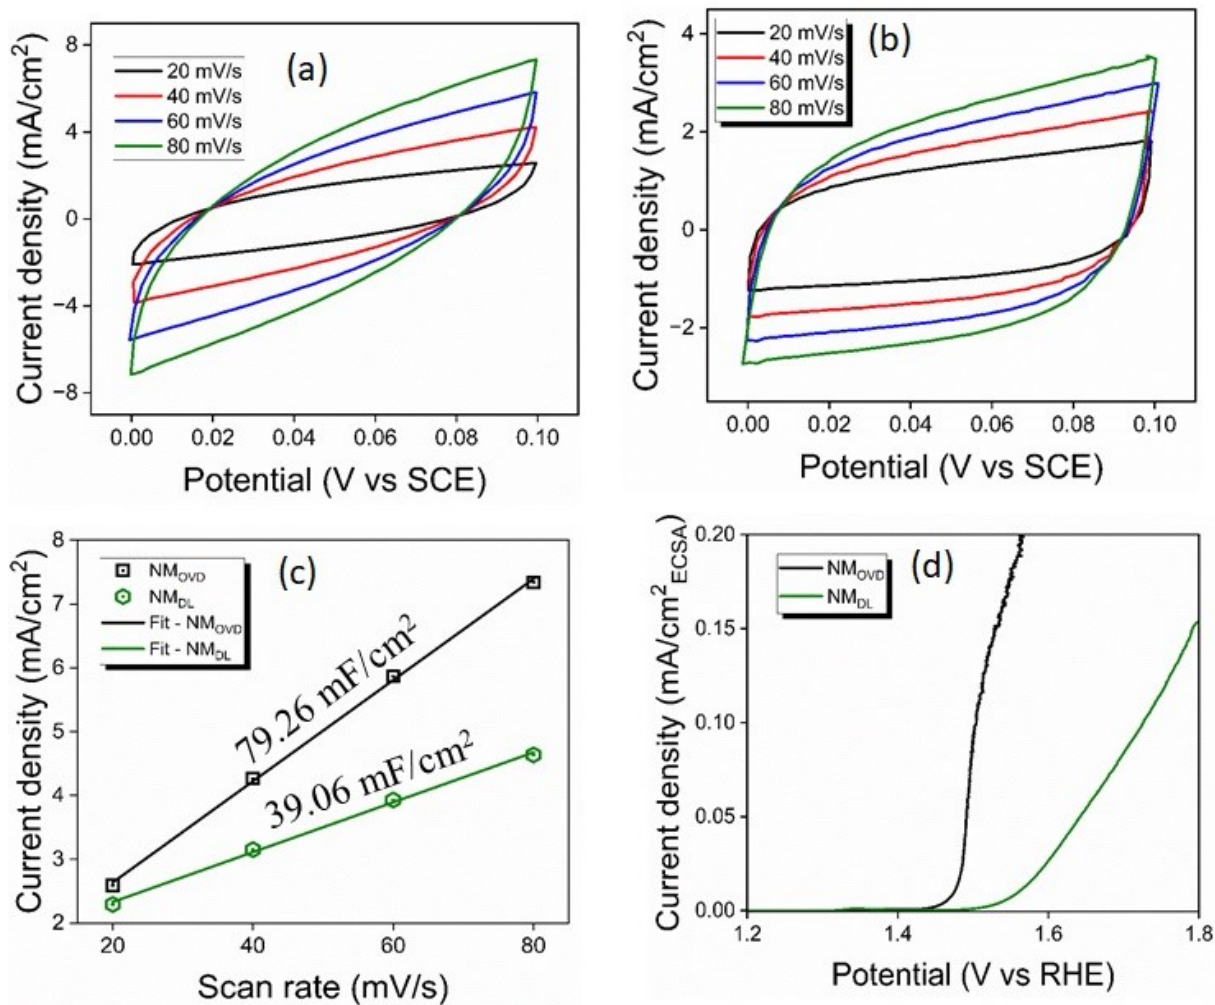 (a)
20 mV/s
40 mV/s
60 mV/s
80 mV/s
8
4
0
−4
−8
0.00 0.02 0.04 0.06 0.08 0.10
Current density (mA/cm²)
Potential (V vs SCE)
(b)
20 mV/s
40 mV/s
60 mV/s
80 mV/s
4
2
0
−2
0.00 0.02 0.04 0.06 0.08 0.10
Current density (mA/cm²)
Potential (V vs SCE)
(c)
NM_OVD
NM_DL
Fit - NM_OVD
Fit - NM_DL
79.26 mF/cm²
39.06 mF/cm²
8
7
6
5
4
3
2
20 40 60 80
Current density (mA/cm²)
Scan rate (mV/s)
(d)
NM_OVD
NM_DL
0.20
0.15
0.10
0.05
0.00
1.2 1.4 1.6 1.8
Current density (mA/cm²_ECSA)
Potential (V vs RHE)